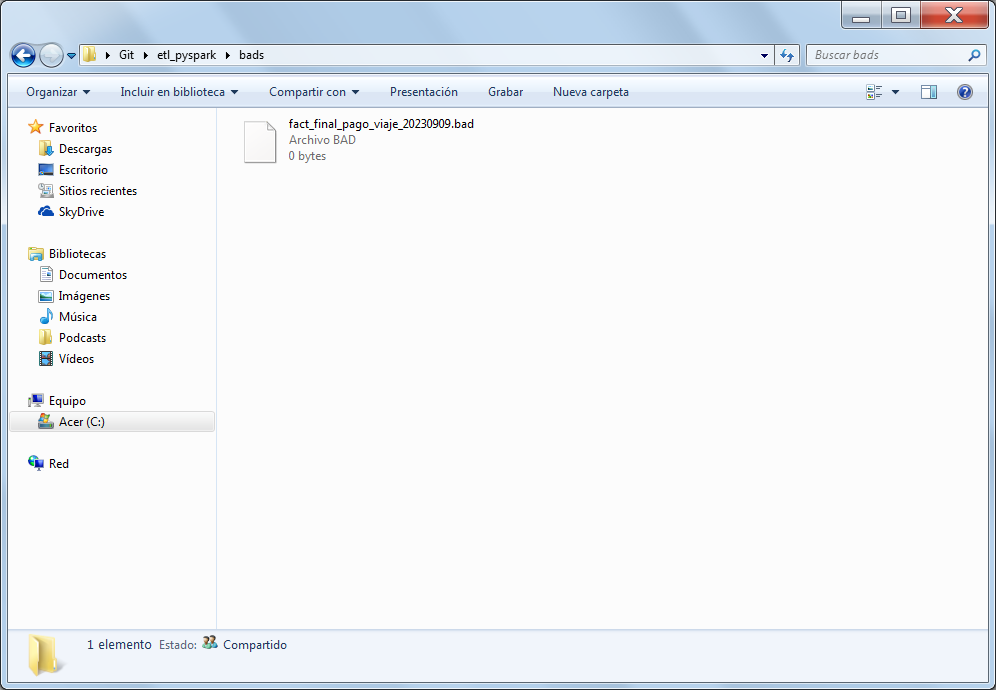 Git etl_pyspark bads
Buscar bads
Organizar Incluir en biblioteca Compartir con Presentación Grabar Nueva carpeta
Favoritos
Descargas
Escritorio
Sitios recientes
SkyDrive
Bibliotecas
Documentos
Imágenes
Música
Podcasts
Vídeos
Equipo
Acer (C:)
Red
fact_final_pago_viaje_20230909.bad
Archivo BAD
0 bytes
1 elemento Estado: Compartido